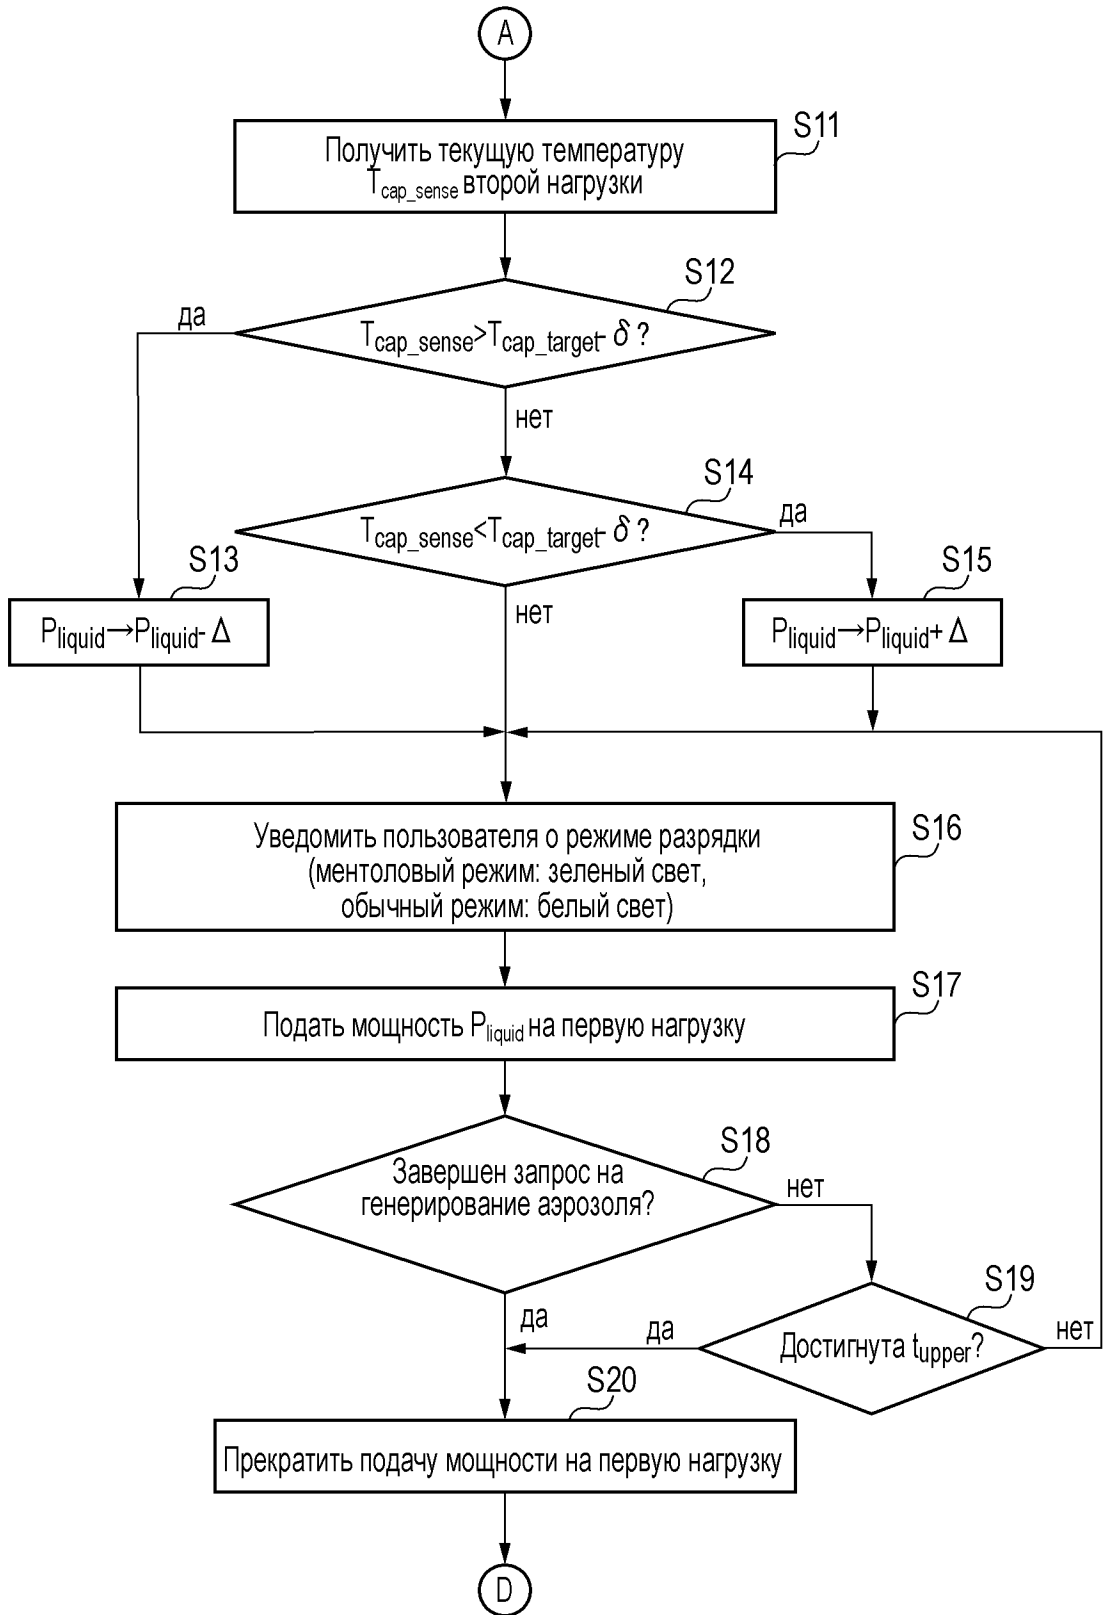 A
S11
Получить текущую температуру
Tcap_sense второй нагрузки
S12
да
Tcap_sense>Tcap_target- δ ?
нет
S14
Tcap_sense<Tcap_target- δ ?
да
S13
нет
S15
Pliquid→Pliquid- Δ
Pliquid→Pliquid+ Δ
S16
Уведомить пользователя о режиме разрядки
(ментоловый режим: зеленый свет,
обычный режим: белый свет)
S17
Подать мощность Pliquid на первую нагрузку
S18
Завершен запрос на
генерирование аэрозоля?
нет
S19
да
да
Достигнута tupper?
нет
S20
Прекратить подачу мощности на первую нагрузку
D